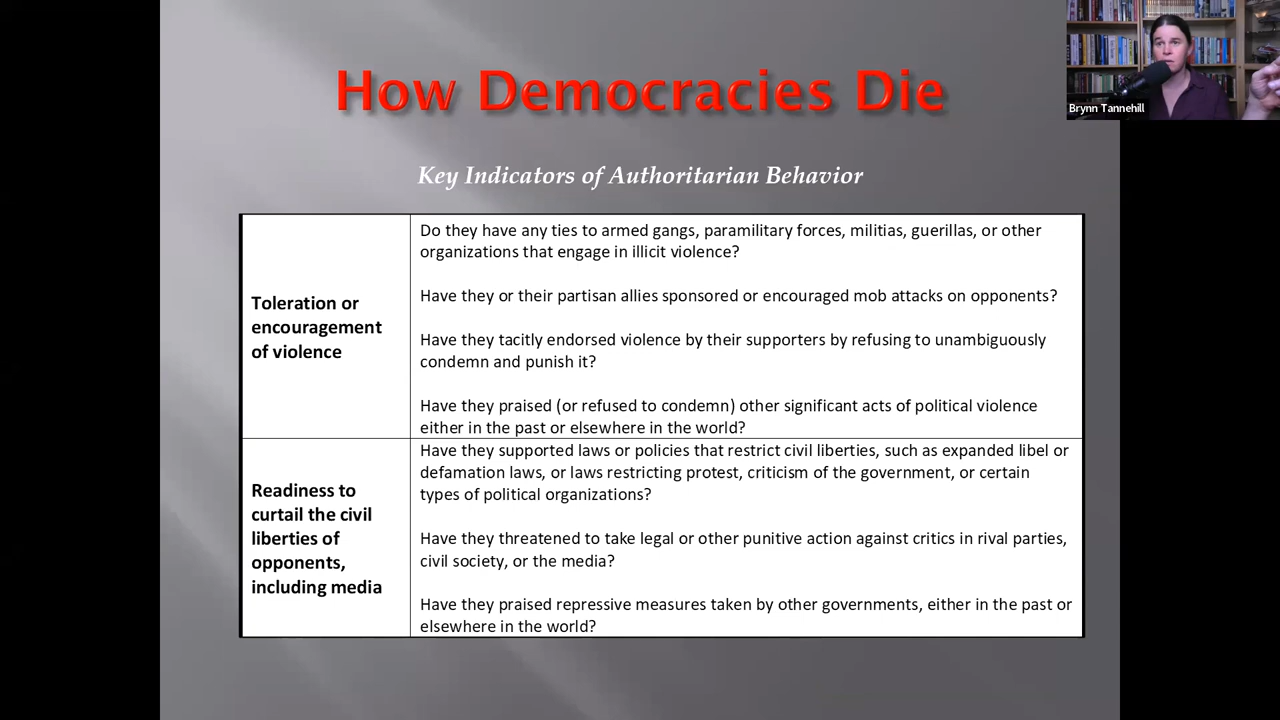 How Democracies Die
Brynn Tannehill
Key Indicators of Authoritarian Behavior
Toleration or
encouragement
of violence
Do they have any ties to armed gangs, paramilitary forces, militias, guerillas, or other
organizations that engage in illicit violence?
Have they or their partisan allies sponsored or encouraged mob attacks on opponents?
Have they tacitly endorsed violence by their supporters by refusing to unambiguously
condemn and punish it?
Have they praised (or refused to condemn) other significant acts of political violence
either in the past or elsewhere in the world?
Readiness to
curtail the civil
liberties of
opponents,
including media
Have they supported laws or policies that restrict civil liberties, such as expanded libel or
defamation laws, or laws restricting protest, criticism of the government, or certain
types of political organizations?
Have they threatened to take legal or other punitive action against critics in rival parties,
civil society, or the media?
Have they praised repressive measures taken by other governments, either in the past or
elsewhere in the world?